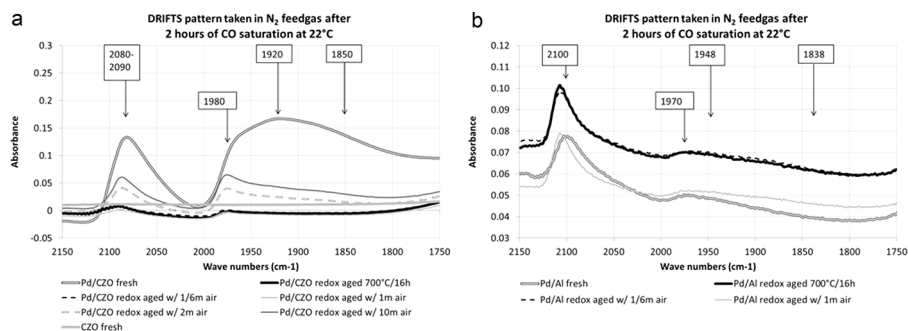 a
DRIFTS pattern taken in N2 feedgas after
2 hours of CO saturation at 22°C
0.3
0.25
0.2
0.15
0.1
0.05
0
-0.05
Absorbance
2080-
2090
1980
1920
1850
2150 2100 2050 2000 1950 1900 1850 1800 1750
Wave numbers (cm-1)
Pd/CZO fresh
Pd/CZO redox aged 700°C/16h
Pd/CZO redox aged w/ 1/6m air
Pd/CZO redox aged w/ 1m air
Pd/CZO redox aged w/ 2m air
Pd/CZO redox aged w/ 10m air
CZO fresh
b
DRIFTS pattern taken in N2 feedgas after
2 hours of CO saturation at 22°C
0.12
0.11
0.10
0.09
0.08
0.07
0.06
0.05
0.04
0.03
Absorbance
2100
1970
1948
1838
2150 2100 2050 2000 1950 1900 1850 1800 1750
Wave numbers (cm-1)
Pd/Al fresh
Pd/Al redox aged 700°C/16h
Pd/Al redox aged w/ 1/6m air
Pd/Al redox aged w/ 1m air